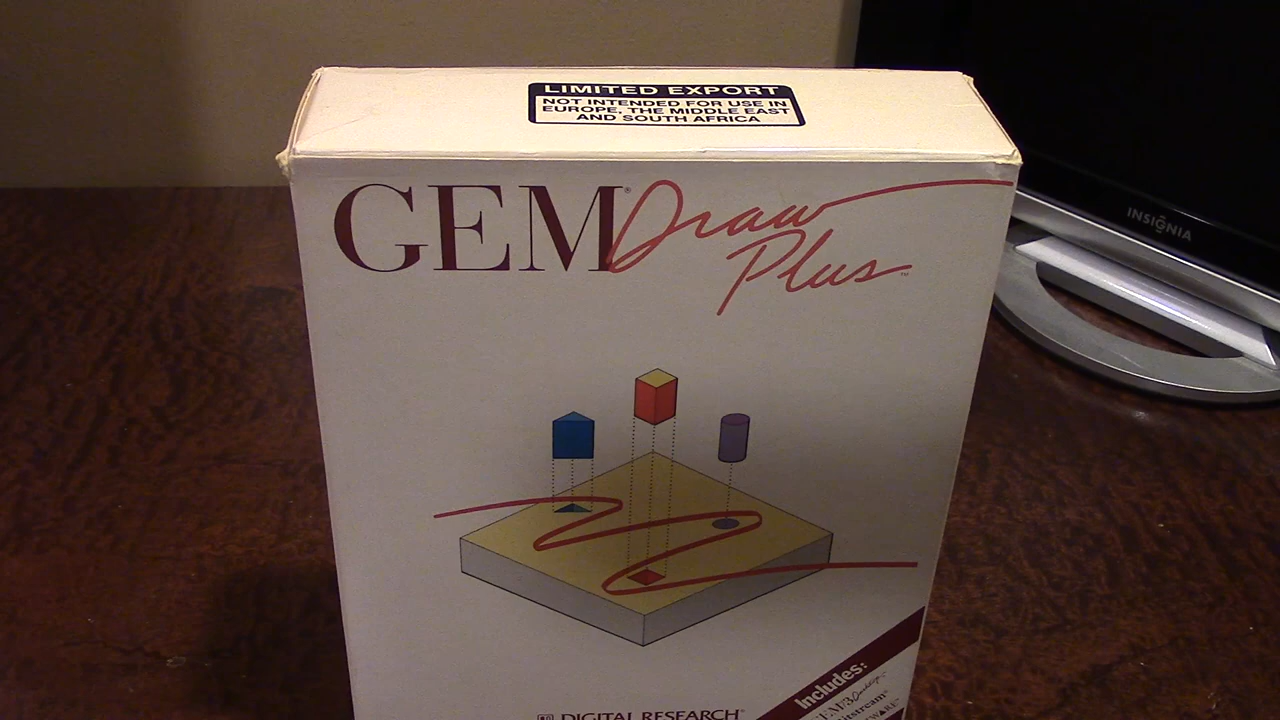 LIMITED EXPORT
NOT INTENDED FOR USE IN
EUROPE, THE MIDDLE EAST
AND SOUTH AFRICA
GEM® Draw
Plus™
INSIGNIA
Includes:
DIGITAL RESEARCH®